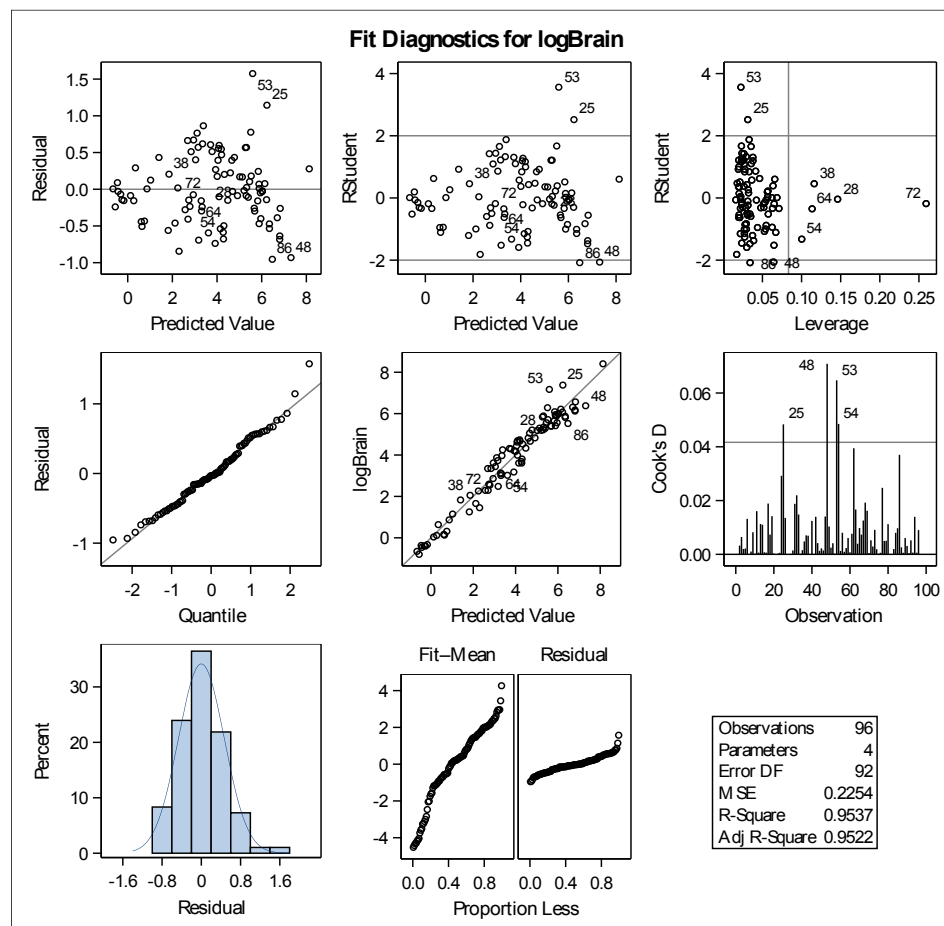 Fit Diagnostics for logBrain
1.5
1.0
0.5
0.0
-0.5
-1.0
Residual
53
25
38
72
28
64
54
86 48
0 2 4 6 8
Predicted Value
4
2
0
-2
RStudent
53
25
38
72
28
64
54
86 48
0 2 4 6 8
Predicted Value
4
2
0
-2
RStudent
53
25
38
28
72
64
54
86 48
0.05 0.10 0.15 0.20 0.25
Leverage
1
0
-1
Residual
-2 -1 0 1 2
Quantile
8
6
4
2
0
logBrain
53
25
48
28
86
72
38
64
54
0 2 4 6 8
Predicted Value
0.06
0.04
0.02
0.00
Cook's D
48
53
25
54
0 20 40 60 80 100
Observation
30
20
10
0
Percent
-1.6 -0.8 0 0.8 1.6
Residual
Fit–Mean Residual
4
2
0
-2
-4
0.0 0.4 0.8 0.0 0.4 0.8
Proportion Less
Observations 96
Parameters 4
Error DF 92
MSE 0.2254
R-Square 0.9537
Adj R-Square 0.9522